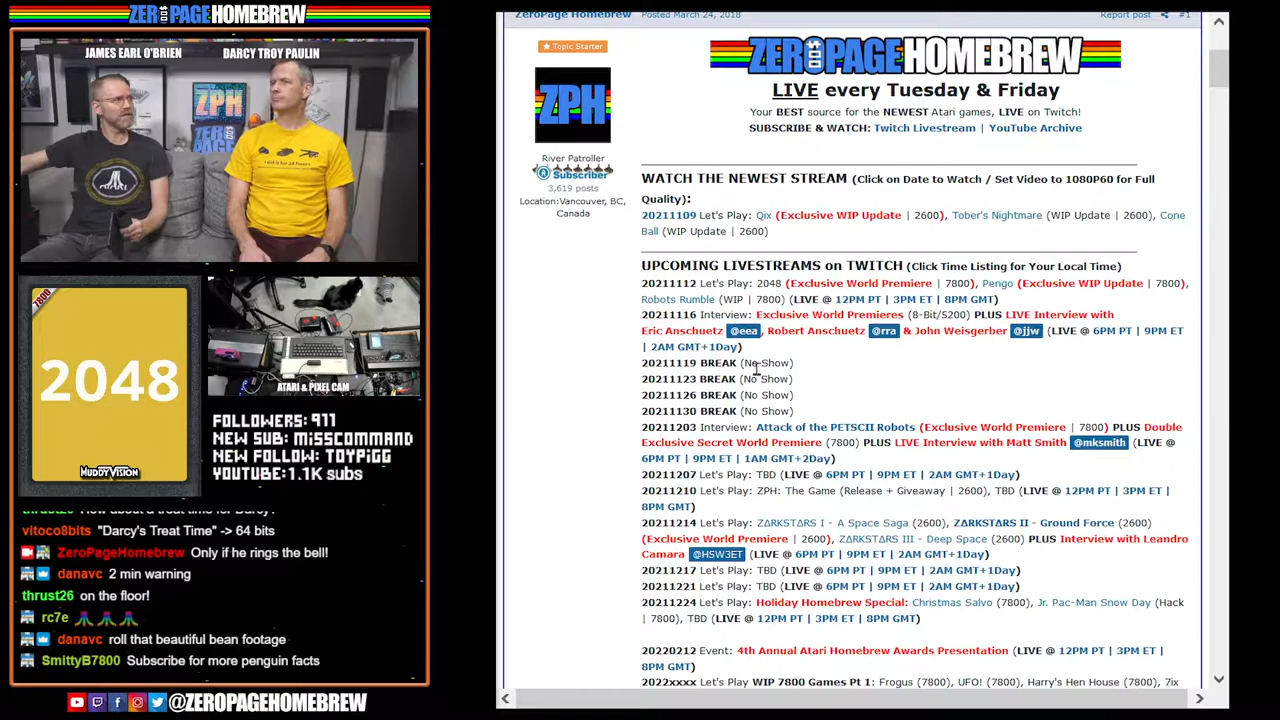 ZEROPAGE HOMEBREW
JAMES EARL O'BRIEN
DARCY TROY PAULIN
ZPH
7800
2048
MUDDYVISION
ATARI & PIXEL CAM
FOLLOWERS: 911
NEW SUB: MISSCOMMAND
NEW FOLLOW: TOYPIGG
YOUTUBE: 1.1K subs
thrust26 How about a treat time for Darcy?
vitoco8bits "Darcy's Treat Time" -> 64 bits
ZeroPageHomebrew Only if he rings the bell!
danavc 2 min warning
thrust26 on the floor!
rc7e
danavc roll that beautiful bean footage
SmittyB7800 Subscribe for more penguin facts
@ZEROPAGEHOMEBREW
ZeroPage Homebrew Posted March 24, 2018 Report post #1
★ Topic Starter
ZPH
River Patroller
Subscriber
3,619 posts
Location:Vancouver, BC,
Canada
ZEROPAGEHOMEBREW
LIVE every Tuesday & Friday
Your BEST source for the NEWEST Atari games, LIVE on Twitch!
SUBSCRIBE & WATCH: Twitch Livestream | YouTube Archive
WATCH THE NEWEST STREAM (Click on Date to Watch / Set Video to 1080P60 for Full
Quality):
20211109 Let's Play: Qix (Exclusive WIP Update | 2600), Tober's Nightmare (WIP Update | 2600), Cone
Ball (WIP Update | 2600)
UPCOMING LIVESTREAMS on TWITCH (Click Time Listing for Your Local Time)
20211112 Let's Play: 2048 (Exclusive World Premiere | 7800), Pengo (Exclusive WIP Update | 7800),
Robots Rumble (WIP | 7800) (LIVE @ 12PM PT | 3PM ET | 8PM GMT)
20211116 Interview: Exclusive World Premieres (8-Bit/5200) PLUS LIVE Interview with
Eric Anschuetz @eea, Robert Anschuetz @rra & John Weisgerber @jjw (LIVE @ 6PM PT | 9PM ET
| 2AM GMT+1Day)
20211119 BREAK (No Show)
20211123 BREAK (No Show)
20211126 BREAK (No Show)
20211130 BREAK (No Show)
20211203 Interview: Attack of the PETSCII Robots (Exclusive World Premiere | 7800) PLUS Double
Exclusive Secret World Premiere (7800) PLUS LIVE Interview with Matt Smith @mksmith (LIVE @
6PM PT | 9PM ET | 1AM GMT+2Day)
20211207 Let's Play: TBD (LIVE @ 6PM PT | 9PM ET | 2AM GMT+1Day)
20211210 Let's Play: ZPH: The Game (Release + Giveaway | 2600), TBD (LIVE @ 12PM PT | 3PM ET |
8PM GMT)
20211214 Let's Play: ZΔRKSTΔRS I - A Space Saga (2600), ZΔRKSTΔRS II - Ground Force (2600)
(Exclusive World Premiere | 2600), ZΔRKSTΔRS III - Deep Space (2600) PLUS Interview with Leandro
Camara @HSW3ET (LIVE @ 6PM PT | 9PM ET | 2AM GMT+1Day)
20211217 Let's Play: TBD (LIVE @ 6PM PT | 9PM ET | 2AM GMT+1Day)
20211221 Let's Play: TBD (LIVE @ 6PM PT | 9PM ET | 2AM GMT+1Day)
20211224 Let's Play: Holiday Homebrew Special: Christmas Salvo (7800), Jr. Pac-Man Snow Day (Hack
| 7800), TBD (LIVE @ 12PM PT | 3PM ET | 8PM GMT)
20220212 Event: 4th Annual Atari Homebrew Awards Presentation (LIVE @ 12PM PT | 3PM ET |
8PM GMT)
2022xxxx Let's Play WIP 7800 Games Pt 1: Frogus (7800), UFO! (7800), Harry's Hen House (7800), 7ix